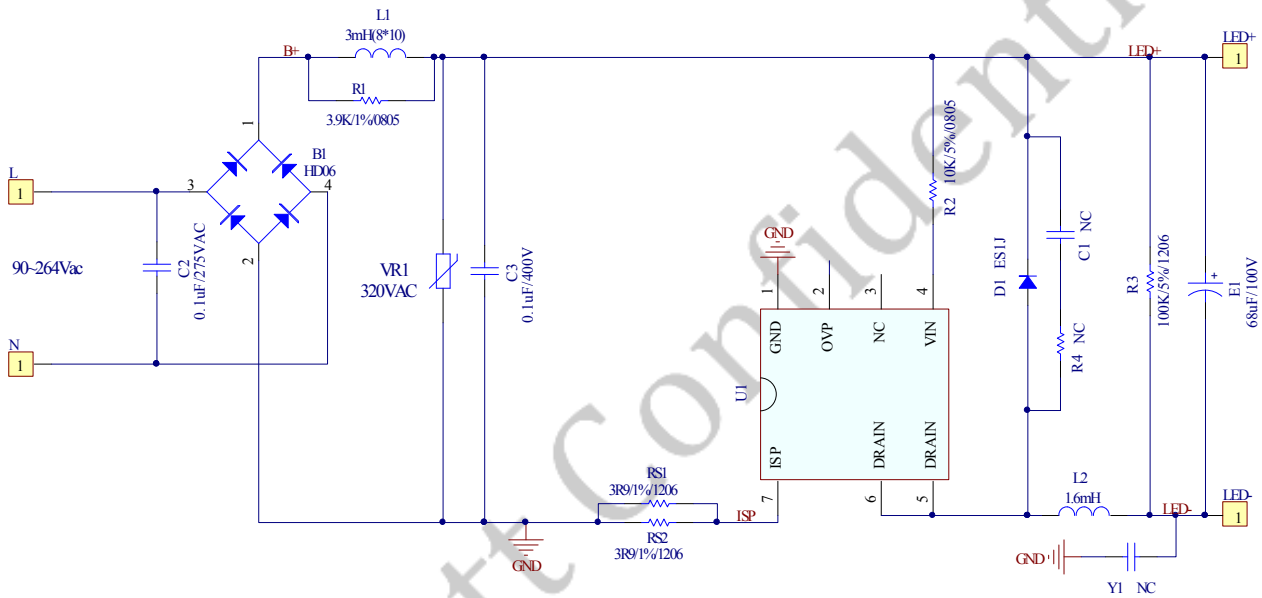 L1
3mH(8*10)
B+
R1
3.9K/1%/0805
LED+
LED+
1
1
B1
HD06
3
4
2
L
1
C2
0.1uF/275VAC
90~264Vac
N
1
VR1
320VAC
C3
0.1uF/400V
R2
10K/5%/0805
GND
1
2
3
4
GND
OVP
NC
VIN
U1
ISP
DRAIN
DRAIN
7
6
5
D1 ES1J
C1 NC
R4 NC
R3
100K/5%/1206
+
E1
68uF/100V
RS1
3R9/1%/1206
ISP
RS2
3R9/1%/1206
GND
L2
1.6mH
LED-
LED-
1
GND
Y1 NC
tt Confidenti